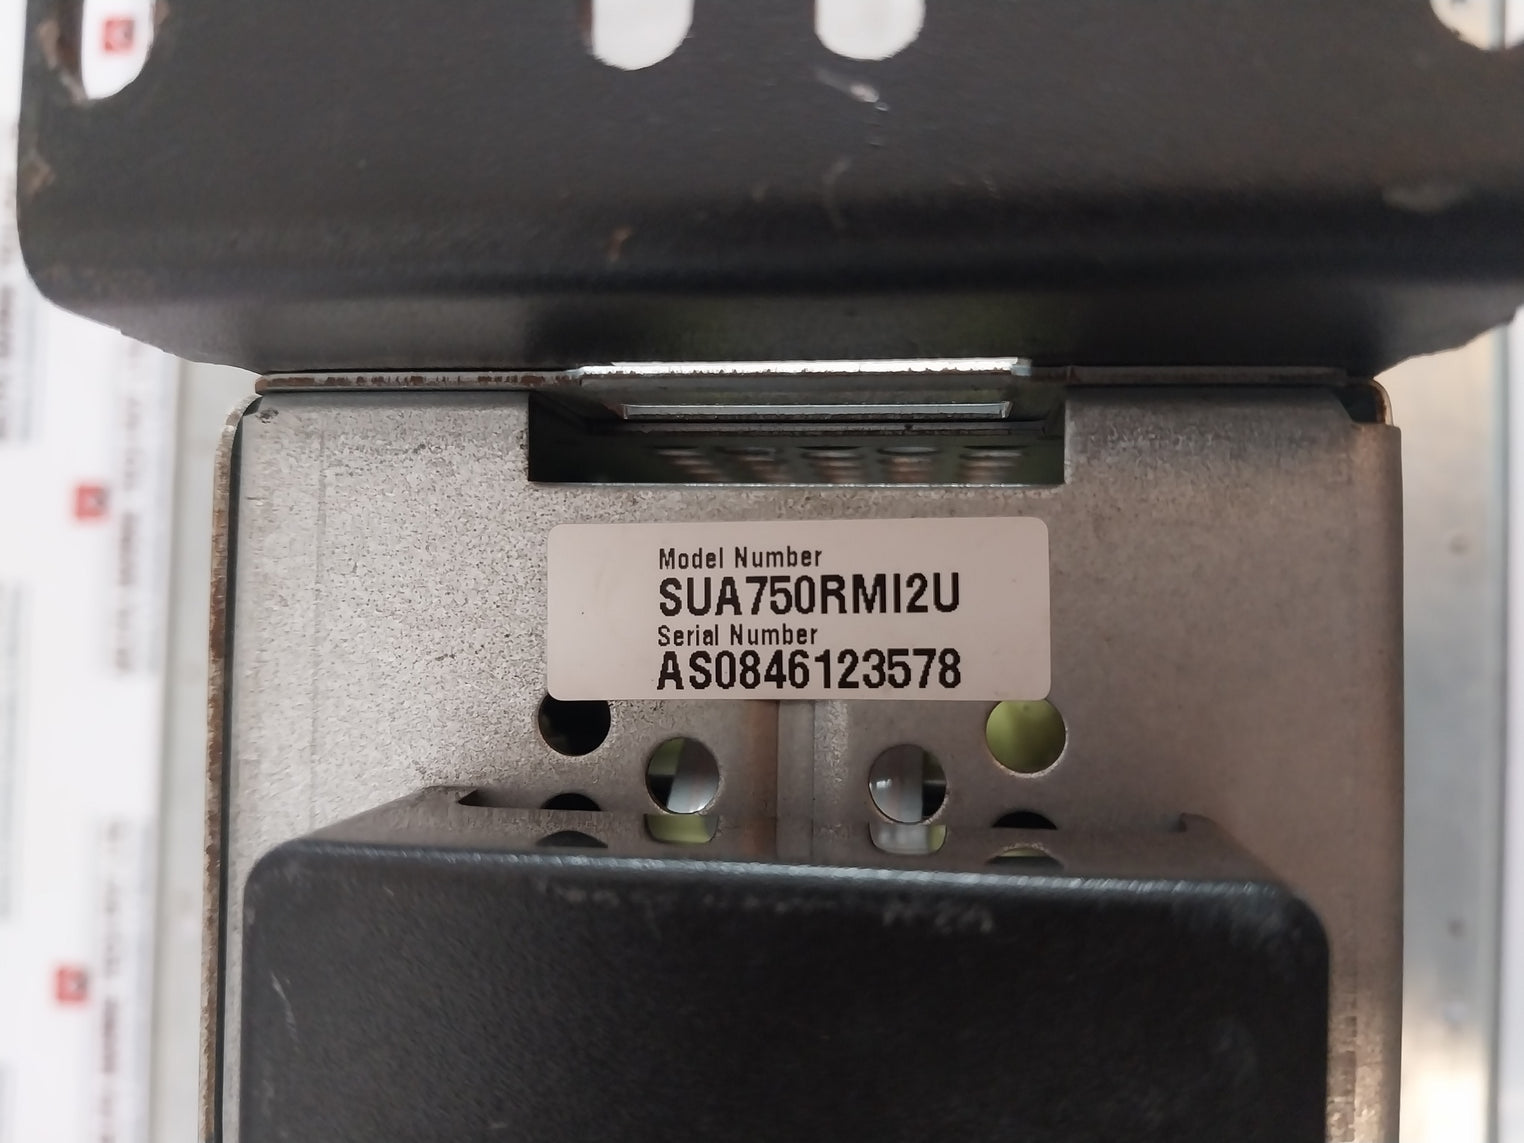 Model Number
SUA750RMI2U
Serial Number
AS0846123578